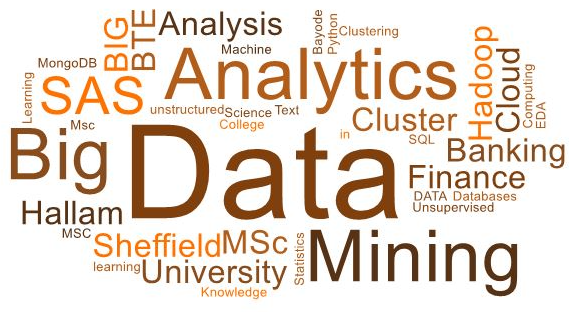 BIG
BTE
Analysis
Machine
Bayode
Python
Clustering
MongoDB
Learning
SAS
Analytics
Hadoop
Cloud
Computing
EDA
unstructured
Science
Text
College
Msc
in
Cluster
SQL
Big
Data
Banking
Finance
DATA
Databases
Unsupervised
Hallam
MSC
Sheffield
MSc
learning
University
Knowledge
Statistics
Mining